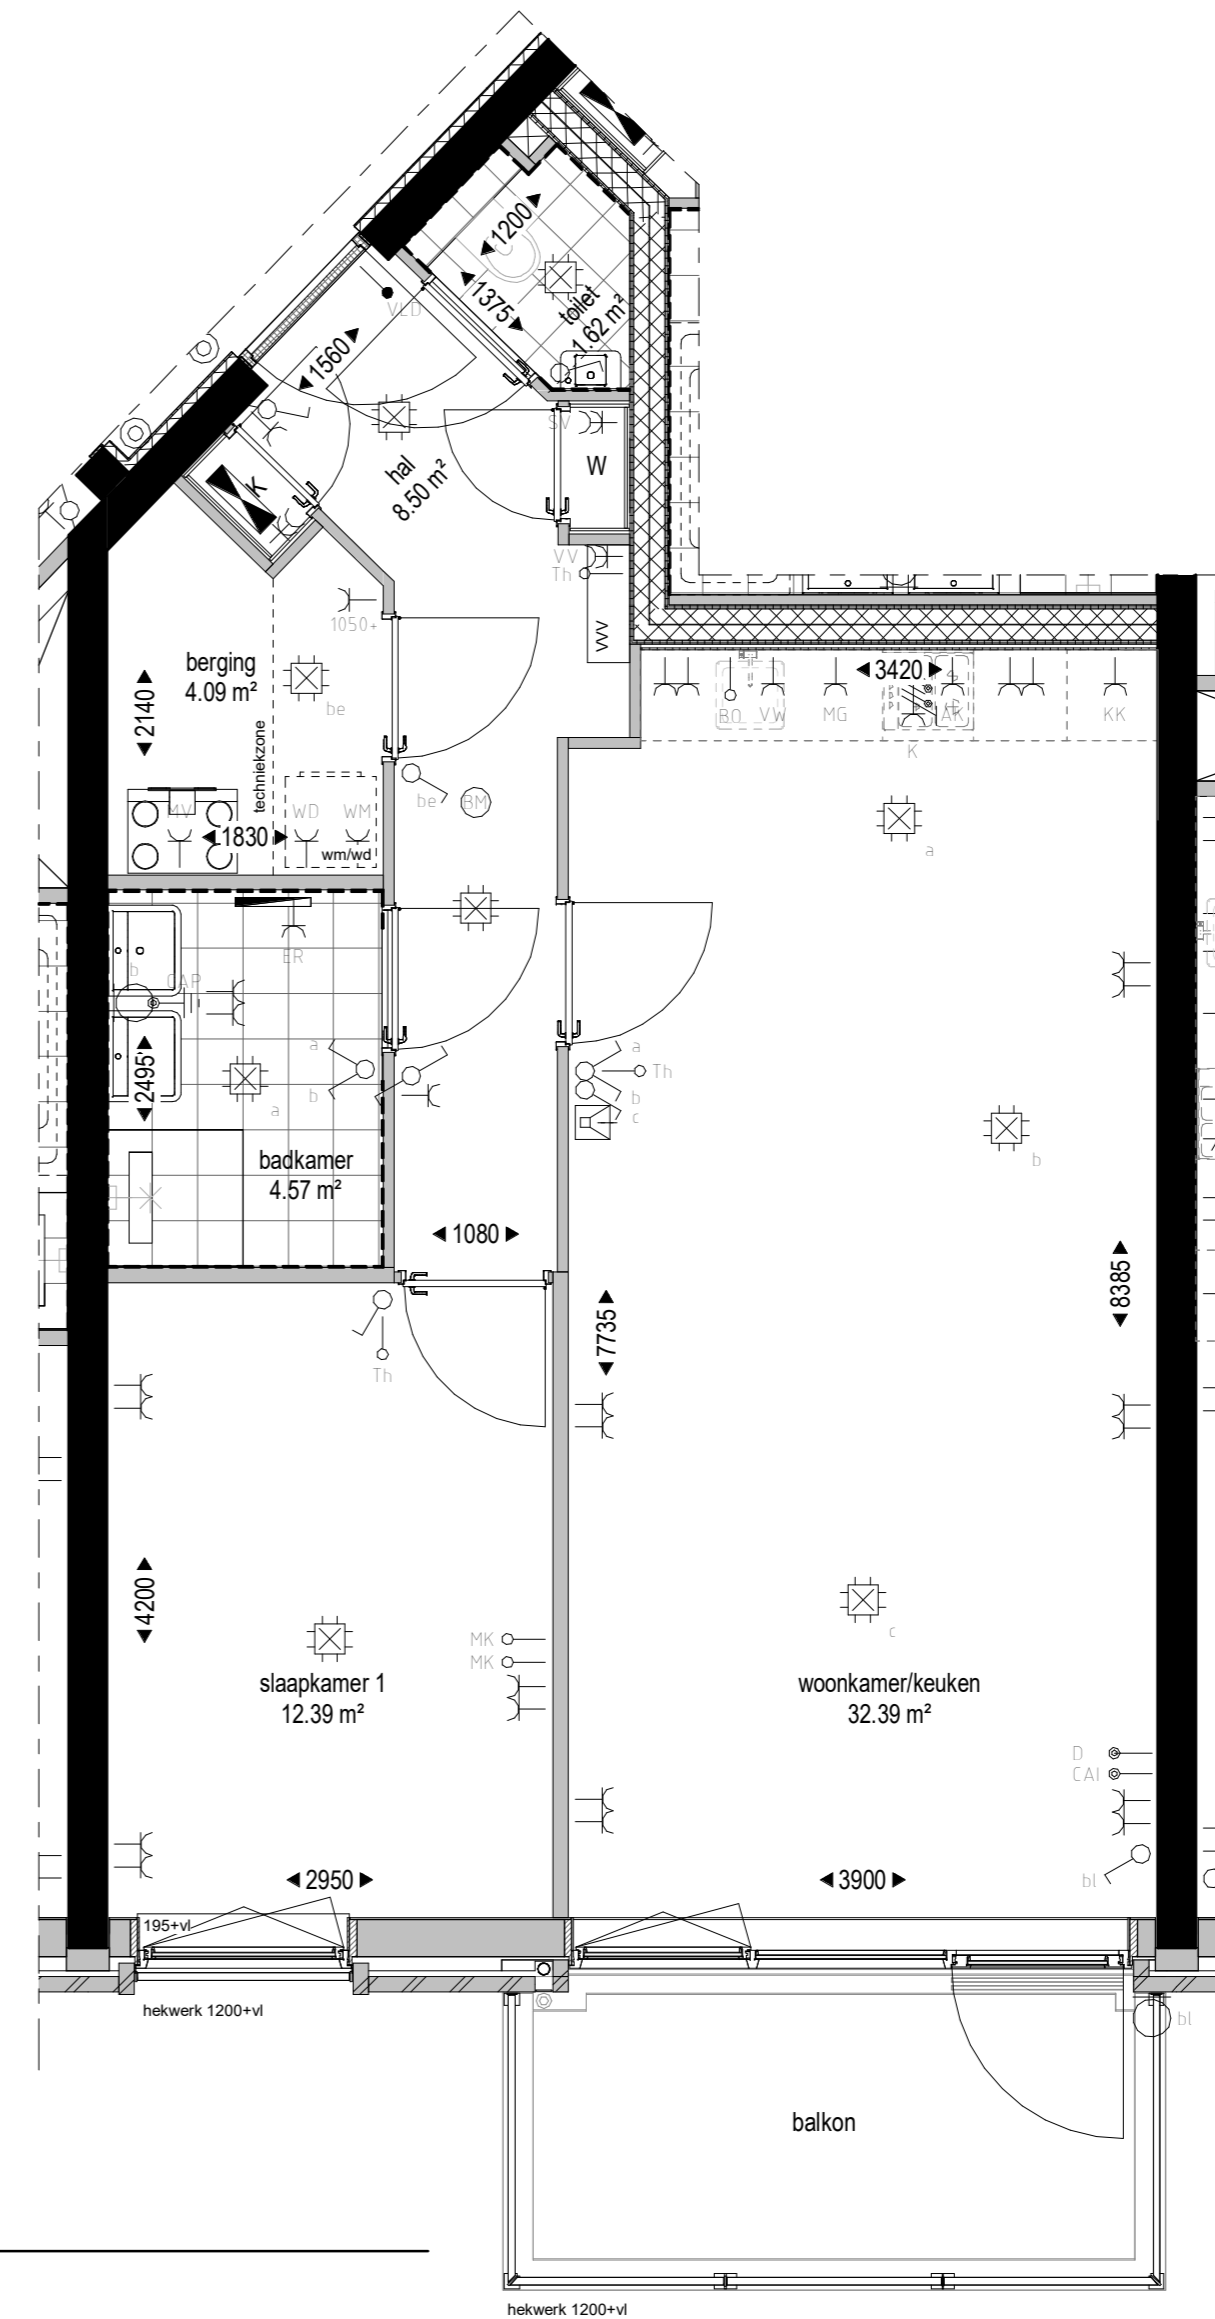 1200
1375
toilet
1.62 m²
VLD
1560
hal
8.50 m²
SV
W
K
VV
Th
WV
1050+
berging
4.09 m²
be
2140
techniekzone
3420
BO
VW
MG
AK
KK
K
a
MV
1830
WD
WM
wm/wd
be
BM
ER
b
CAP
2495
a
a
b
a
b
c
Th
b
badkamer
4.57 m²
1080
7735
8385
Th
4200
MK
MK
c
slaapkamer 1
12.39 m²
woonkamer/keuken
32.39 m²
D
CAI
bl
2950
3900
195+vl
hekwerk 1200+vl
bl
balkon
hekwerk 1200+vl